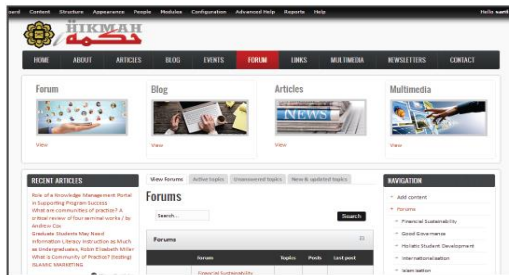 Content Structure Appearance People Modules Configuration Advanced Help Reports Help
Hello
HIKMAH
حكمة
HOME ABOUT ARTICLES BLOG EVENTS FORUM LINKS MULTIMEDIA NEWSLETTERS CONTACT
Forum Blog Articles Multimedia
NEWS
View View View View
RECENT ARTICLES
Role of a Knowledge Management Portal
in Supporting Program Success
What are communities of practice? A
critical review of four seminal works / by
Andrew Cox
Graduate Students May Need
Information Literacy Instruction as Much
as Undergraduates, Robin Elizabeth Miller
What is Community of Practice? (testing)
ISLAMIC MARKETING
View Forums Active topics Unanswered topics New & updated topics
Forums
Search... Search
Forums
Forum Topics Posts Last post
Financial Sustainability
NAVIGATION
Add content
Forums
Financial Sustainability
Good Governance
Holistic Student Development
Internationalisation
Islamisation